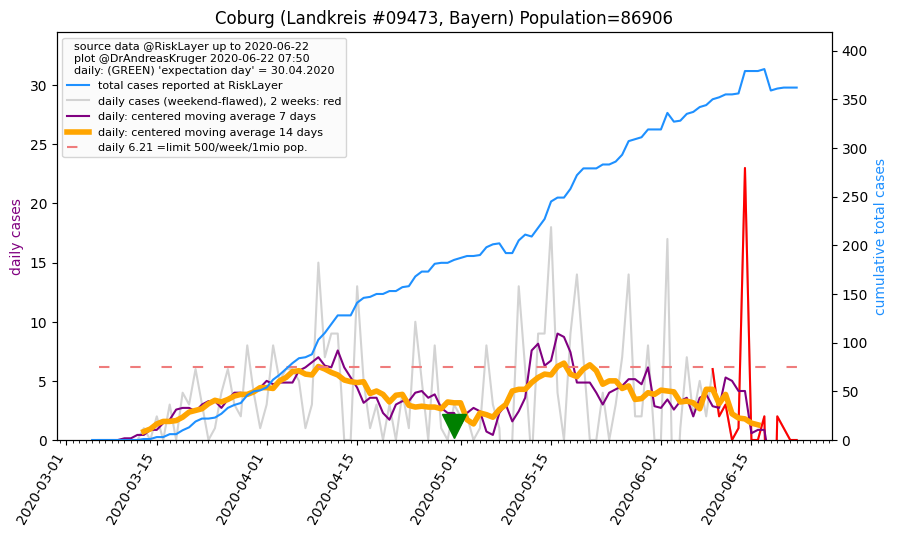 Coburg (Landkreis #09473, Bayern) Population=86906
source data @RiskLayer up to 2020-06-22
plot @DrAndreasKruger 2020-06-22 07:50
daily: (GREEN) 'expectation day' = 30.04.2020
total cases reported at RiskLayer
daily cases (weekend-flawed), 2 weeks: red
daily: centered moving average 7 days
daily: centered moving average 14 days
daily 6.21 =limit 500/week/1mio pop.
daily cases
30
25
20
15
10
5
0
400
350
300
250
200
150
100
50
0
cumulative total cases
2020-03-01
2020-03-15
2020-04-01
2020-04-15
2020-05-01
2020-05-15
2020-06-01
2020-06-15